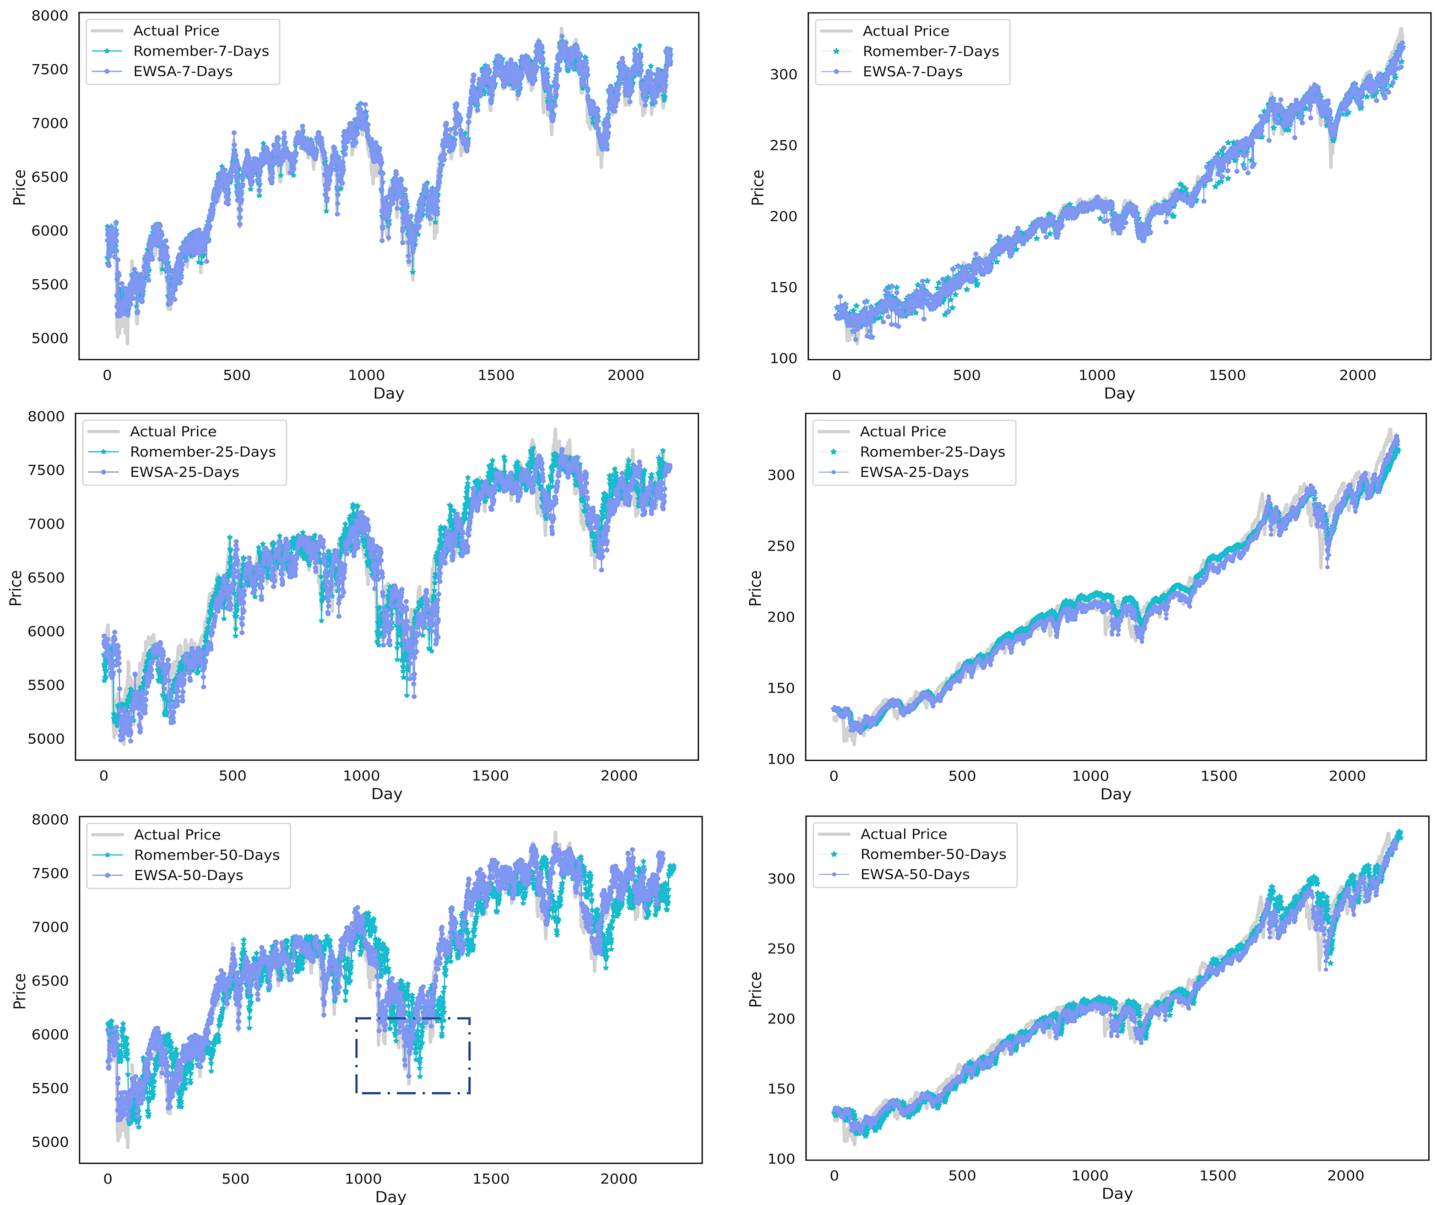 8000
7500
7000
6500
6000
5500
5000
Price
Actual Price
Romember-7-Days
EWSA-7-Days
0 500 1000 1500 2000
Day
300
250
200
150
100
Price
Actual Price
Romember-7-Days
EWSA-7-Days
0 500 1000 1500 2000
Day
8000
7500
7000
6500
6000
5500
5000
Price
Actual Price
Romember-25-Days
EWSA-25-Days
0 500 1000 1500 2000
Day
300
250
200
150
100
Price
Actual Price
Romember-25-Days
EWSA-25-Days
0 500 1000 1500 2000
Day
8000
7500
7000
6500
6000
5500
5000
Price
Actual Price
Romember-50-Days
EWSA-50-Days
0 500 1000 1500 2000
Day
300
250
200
150
100
Price
Actual Price
Romember-50-Days
EWSA-50-Days
0 500 1000 1500 2000
Day